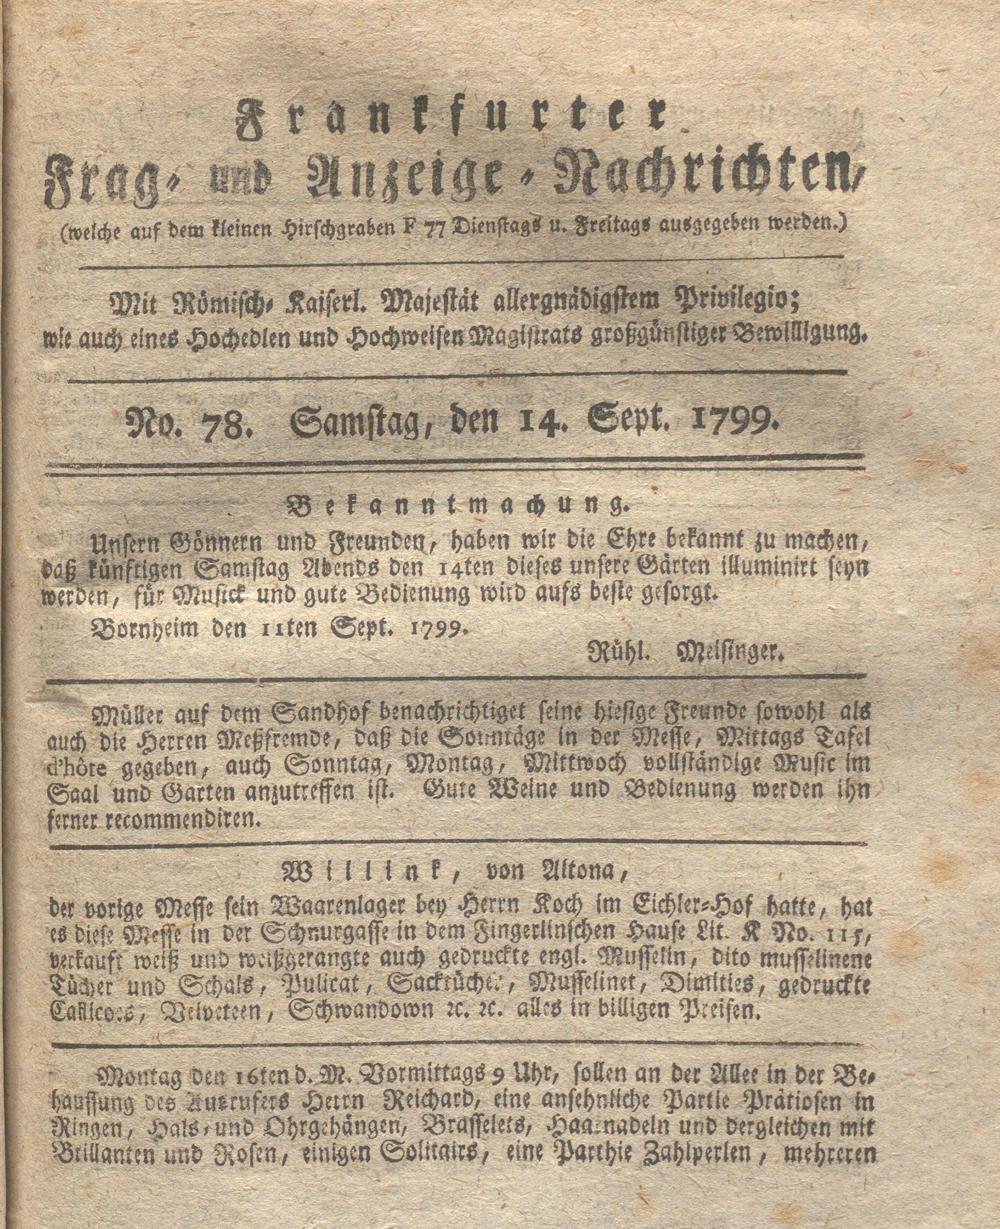 Frankfurter
Frag- und Anzeige-Nachrichten,
(welche auf dem kleinen Hirschgraben F 77 Dienstags u. Freitags ausgegeben werden.)
Mit Römisch-Kaiserl. Majestät allergnädigstem Privilegio;
wie auch eines Hochedlen und Hochweisen Magistrats großgünstiger Bewilligung.
No. 78. Samstag, den 14. Sept. 1799.
Bekanntmachung.
Unsern Gönnern und Freunden, haben wir die Ehre bekannt zu machen,
daß künftigen Samstag Abends den 14ten dieses unsere Gärten illuminirt seyn
werden, für Musick und gute Bedienung wird aufs beste gesorgt.
Bornheim den 11ten Sept. 1799.
Rühl. Meisinger.
Müller auf dem Sandhof benachrichtiget seine hiesige Freunde sowohl als
auch die Herren Meßfremde, daß die Sonntäge in der Messe, Mittags Tafel
d'hôte gegeben, auch Sonntag, Montag, Mittwoch vollständige Music im
Saal und Garten anzutreffen ist. Gute Weine und Bedienung werden ihn
ferner recommendiren.
Willink, von Altona,
der vorige Messe sein Waarenlager bey Herrn Koch im Eichler-Hof hatte, hat
es diese Messe in der Schnurgasse in dem Fingerlinschen Hause Lit. K No. 115,
verkauft weiß und weißgerangte auch gedruckte engl. Musselin, dito musselinene
Tücher und Schals, Pulicat, Sacktücher, Musselinet, Dimities, gedruckte
Callicoes, Velveteen, Schwandown ꝛc. ꝛc. alles in billigen Preisen.
Montag den 16ten d. M. Vormittags 9 Uhr, sollen an der Allee in der Be-
haussung des Ausrufers Herrn Reichard, eine ansehnliche Partie Prätiosen in
Ringen, Hals- und Ohrgehängen, Brasselets, Haarnadeln und dergleichen mit
Brillanten und Rosen, einigen Solitairs, eine Parthie Zahlperlen, mehreren